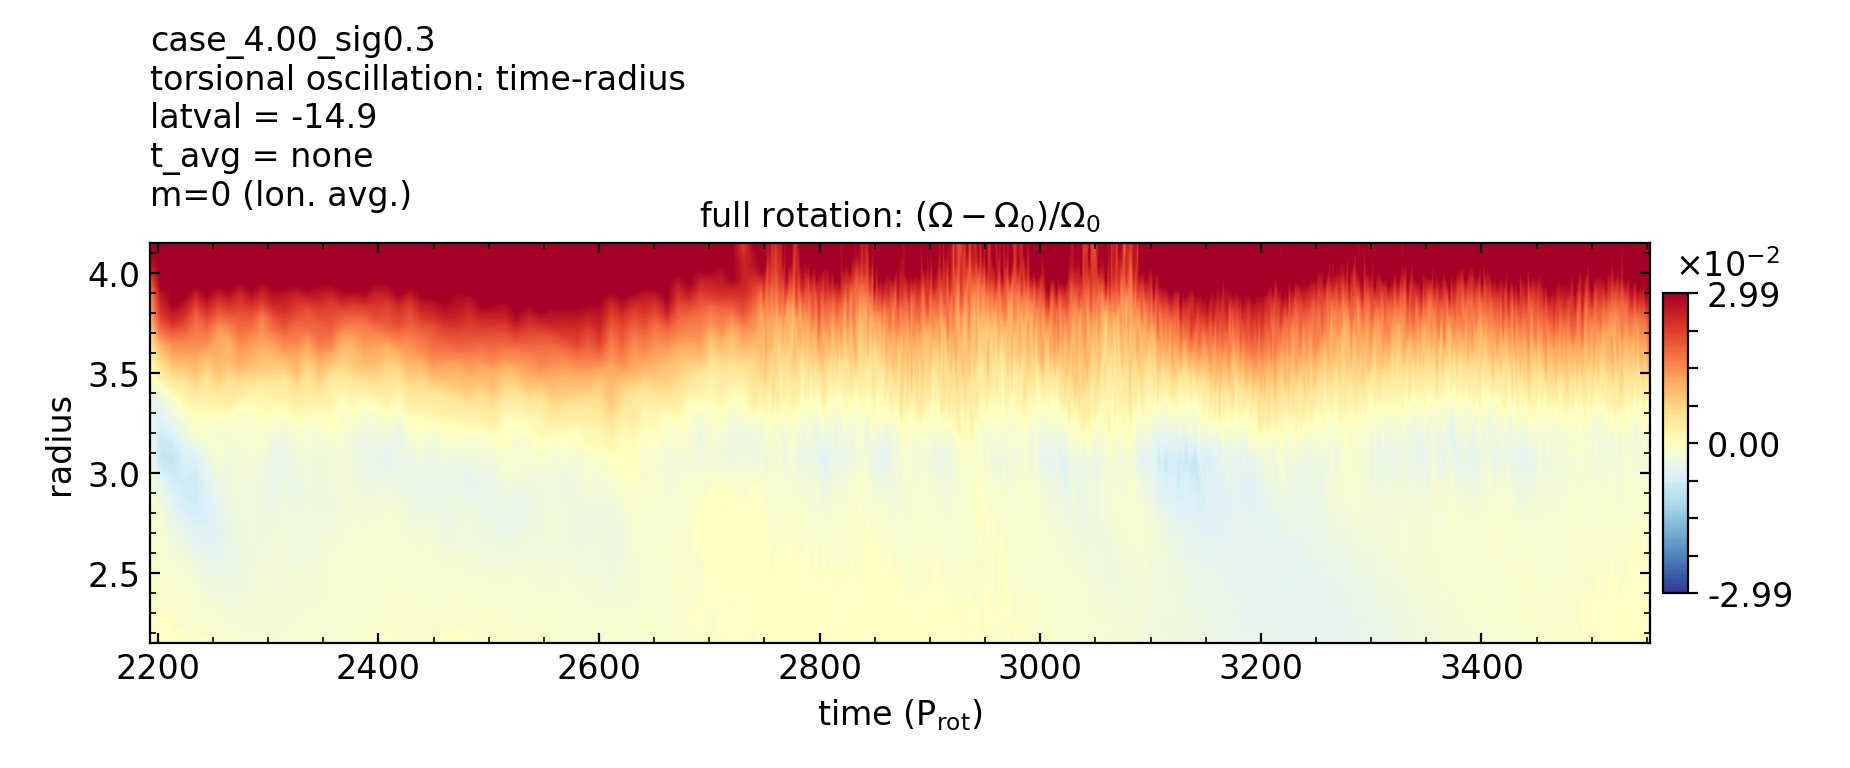 case_4.00_sig0.3
torsional oscillation: time-radius
latval = -14.9
t_avg = none
m=0 (lon. avg.)
full rotation: (Ω − Ω₀)/Ω₀
×10⁻²
4.0
3.5
3.0
2.5
radius
2.99
0.00
-2.99
2200 2400 2600 2800 3000 3200 3400
time (P_rot)